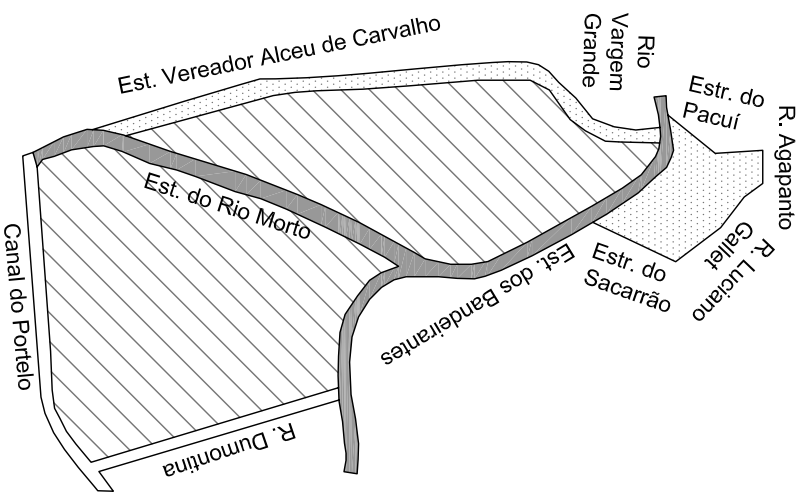 Est. Vereador Alceu de Carvalho
Rio
Vargem
Grande
Estr. do
Pacuí
R. Agapanto
Est. do Rio Morto
Canal do Portelo
R. Luciano
Gallet
Estr. do
Sacarrão
Est. dos Bandeirantes
R. Dumontina